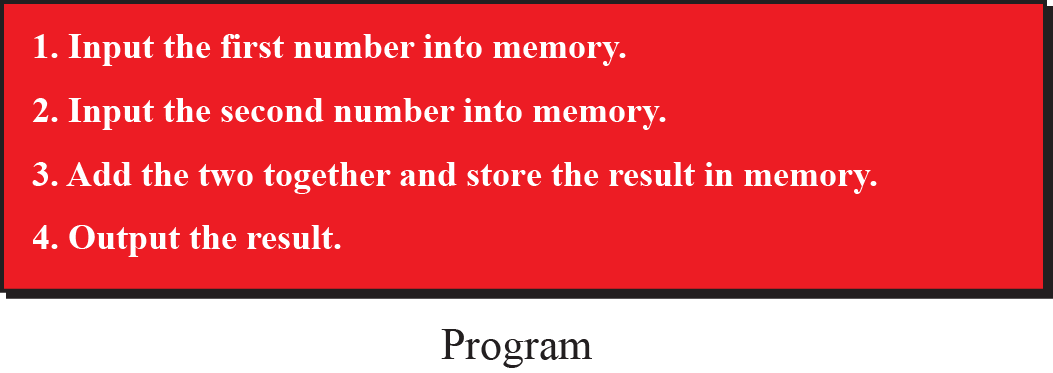 1. Input the first number into memory.
2. Input the second number into memory.
3. Add the two together and store the result in memory.
4. Output the result.
Program